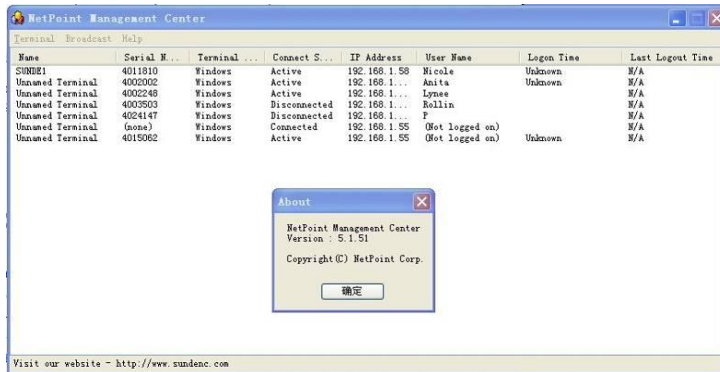 NetPoint Management Center
Terminal Broadcast Help
Name Serial N... Terminal ... Connect S... IP Address User Name Logon Time Last Logout Time
SUNDE1 4011810 Windows Active 192.168.1.58 Nicole Unknown N/A
Unnamed Terminal 4002002 Windows Active 192.168.1... Anita Unknown N/A
Unnamed Terminal 4002248 Windows Active 192.168.1... Lynee N/A
Unnamed Terminal 4003503 Windows Disconnected 192.168.1... Rollin N/A
Unnamed Terminal 4024147 Windows Disconnected 192.168.1... P N/A
Unnamed Terminal (none) Windows Connected 192.168.1.55 (Not logged on) N/A
Unnamed Terminal 4015062 Windows Active 192.168.1.55 (Not logged on) Unknown N/A
About
NetPoint Management Center
Version : 5.1.51
Copyright(C) NetPoint Corp.
确定
Visit our website - http://www.sundenc.com